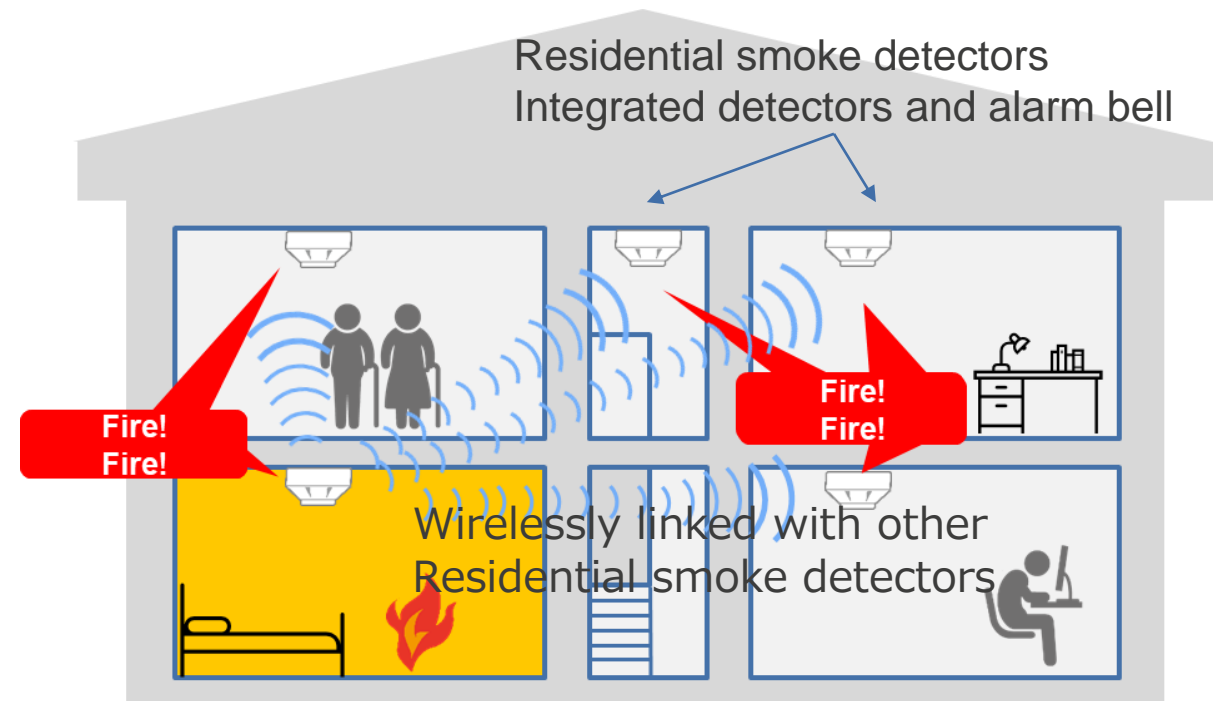 Residential smoke detectors
Integrated detectors and alarm bell
Fire!
Fire!
Fire!
Fire!
Wirelessly linked with other
Residential smoke detectors